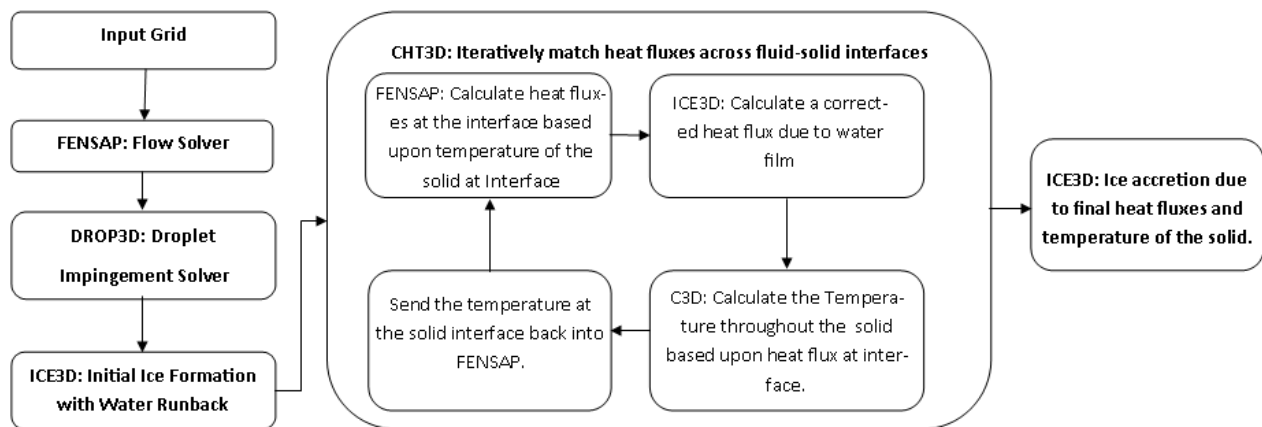 Input Grid
FENSAP: Flow Solver
DROP3D: Droplet
Impingement Solver
ICE3D: Initial Ice Formation
with Water Runback
CHT3D: Iteratively match heat fluxes across fluid-solid interfaces
FENSAP: Calculate heat flux-
es at the interface based
upon temperature of the
solid at Interface
ICE3D: Calculate a correct-
ed heat flux due to water
film
C3D: Calculate the Tempera-
ture throughout the solid
based upon heat flux at inter-
face.
Send the temperature at
the solid interface back into
FENSAP.
ICE3D: Ice accretion due
to final heat fluxes and
temperature of the solid.